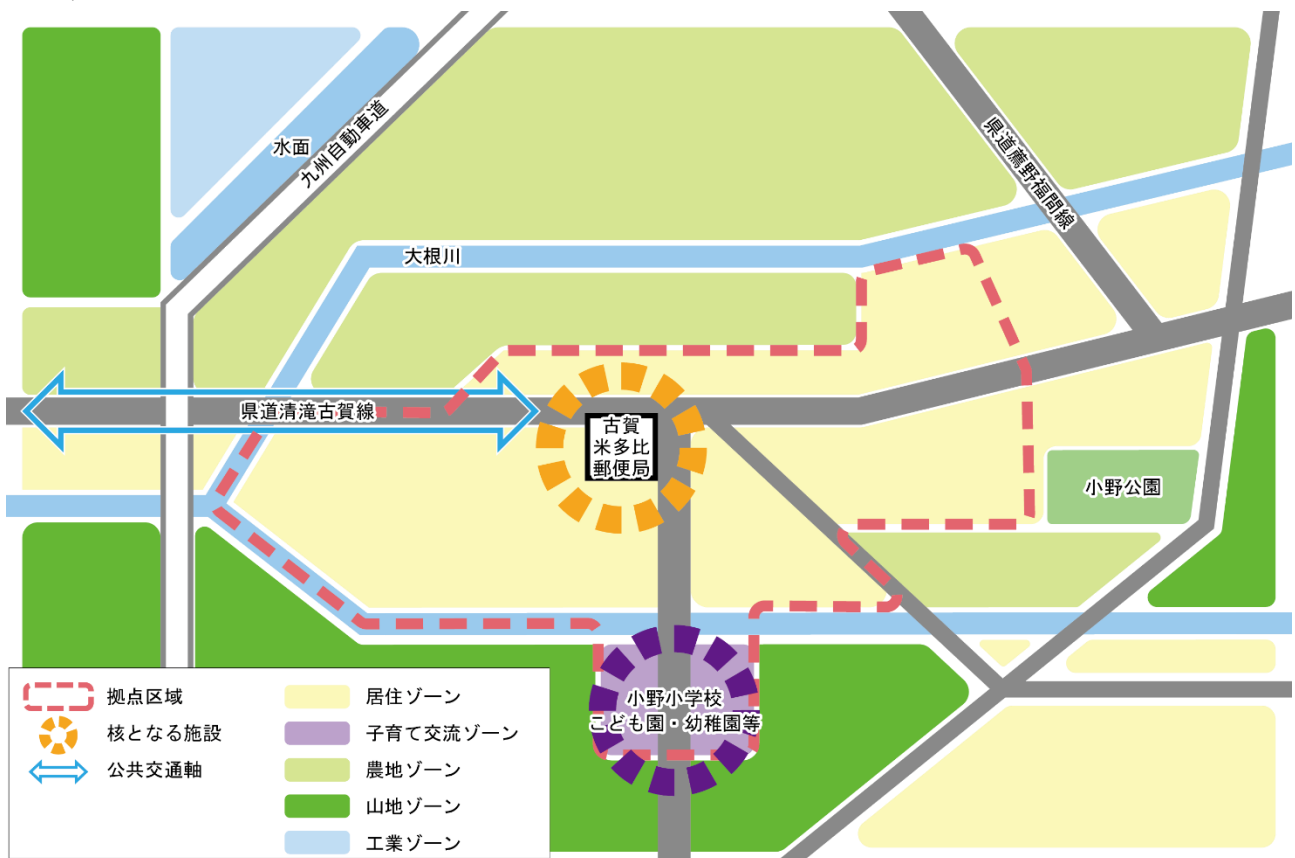 水面
九州自動車道
県道薦野福間線
大根川
県道清滝古賀線
古賀
米多比
郵便局
小野公園
小野小学校
こども園・幼稚園等
拠点区域
核となる施設
公共交通軸
居住ゾーン
子育て交流ゾーン
農地ゾーン
山地ゾーン
工業ゾーン